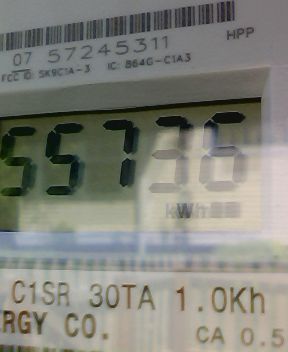 07 57245311
HPP
FCC ID: SK9C1A-3 IC: 864G-C1A3
55736
kWh
C1SR 30TA 1.0Kh
RGY CO.
CA 0.5